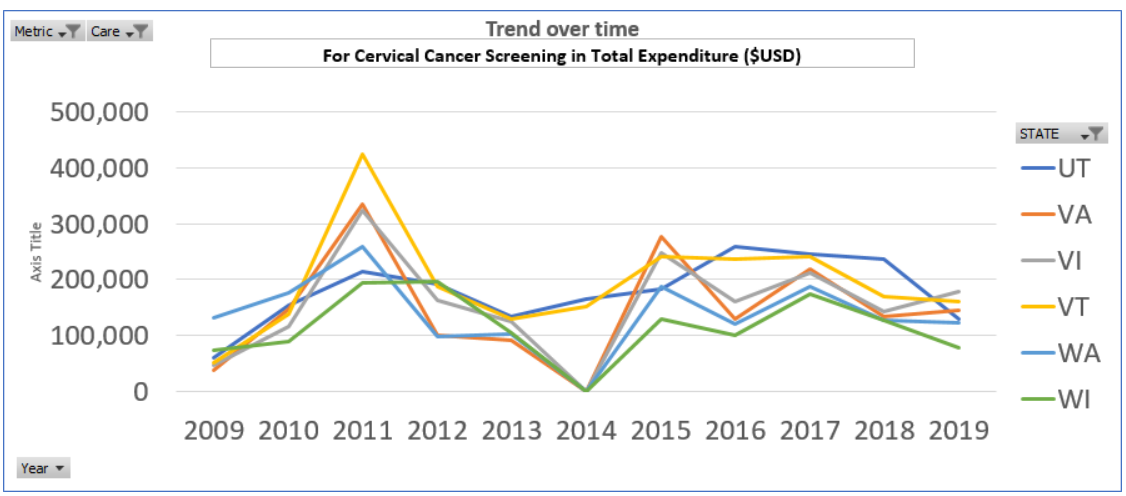 Metric Care
Trend over time
For Cervical Cancer Screening in Total Expenditure ($USD)
500,000
400,000
300,000
200,000
100,000
0
Axis Title
2009 2010 2011 2012 2013 2014 2015 2016 2017 2018 2019
STATE
UT
VA
VI
VT
WA
WI
Year